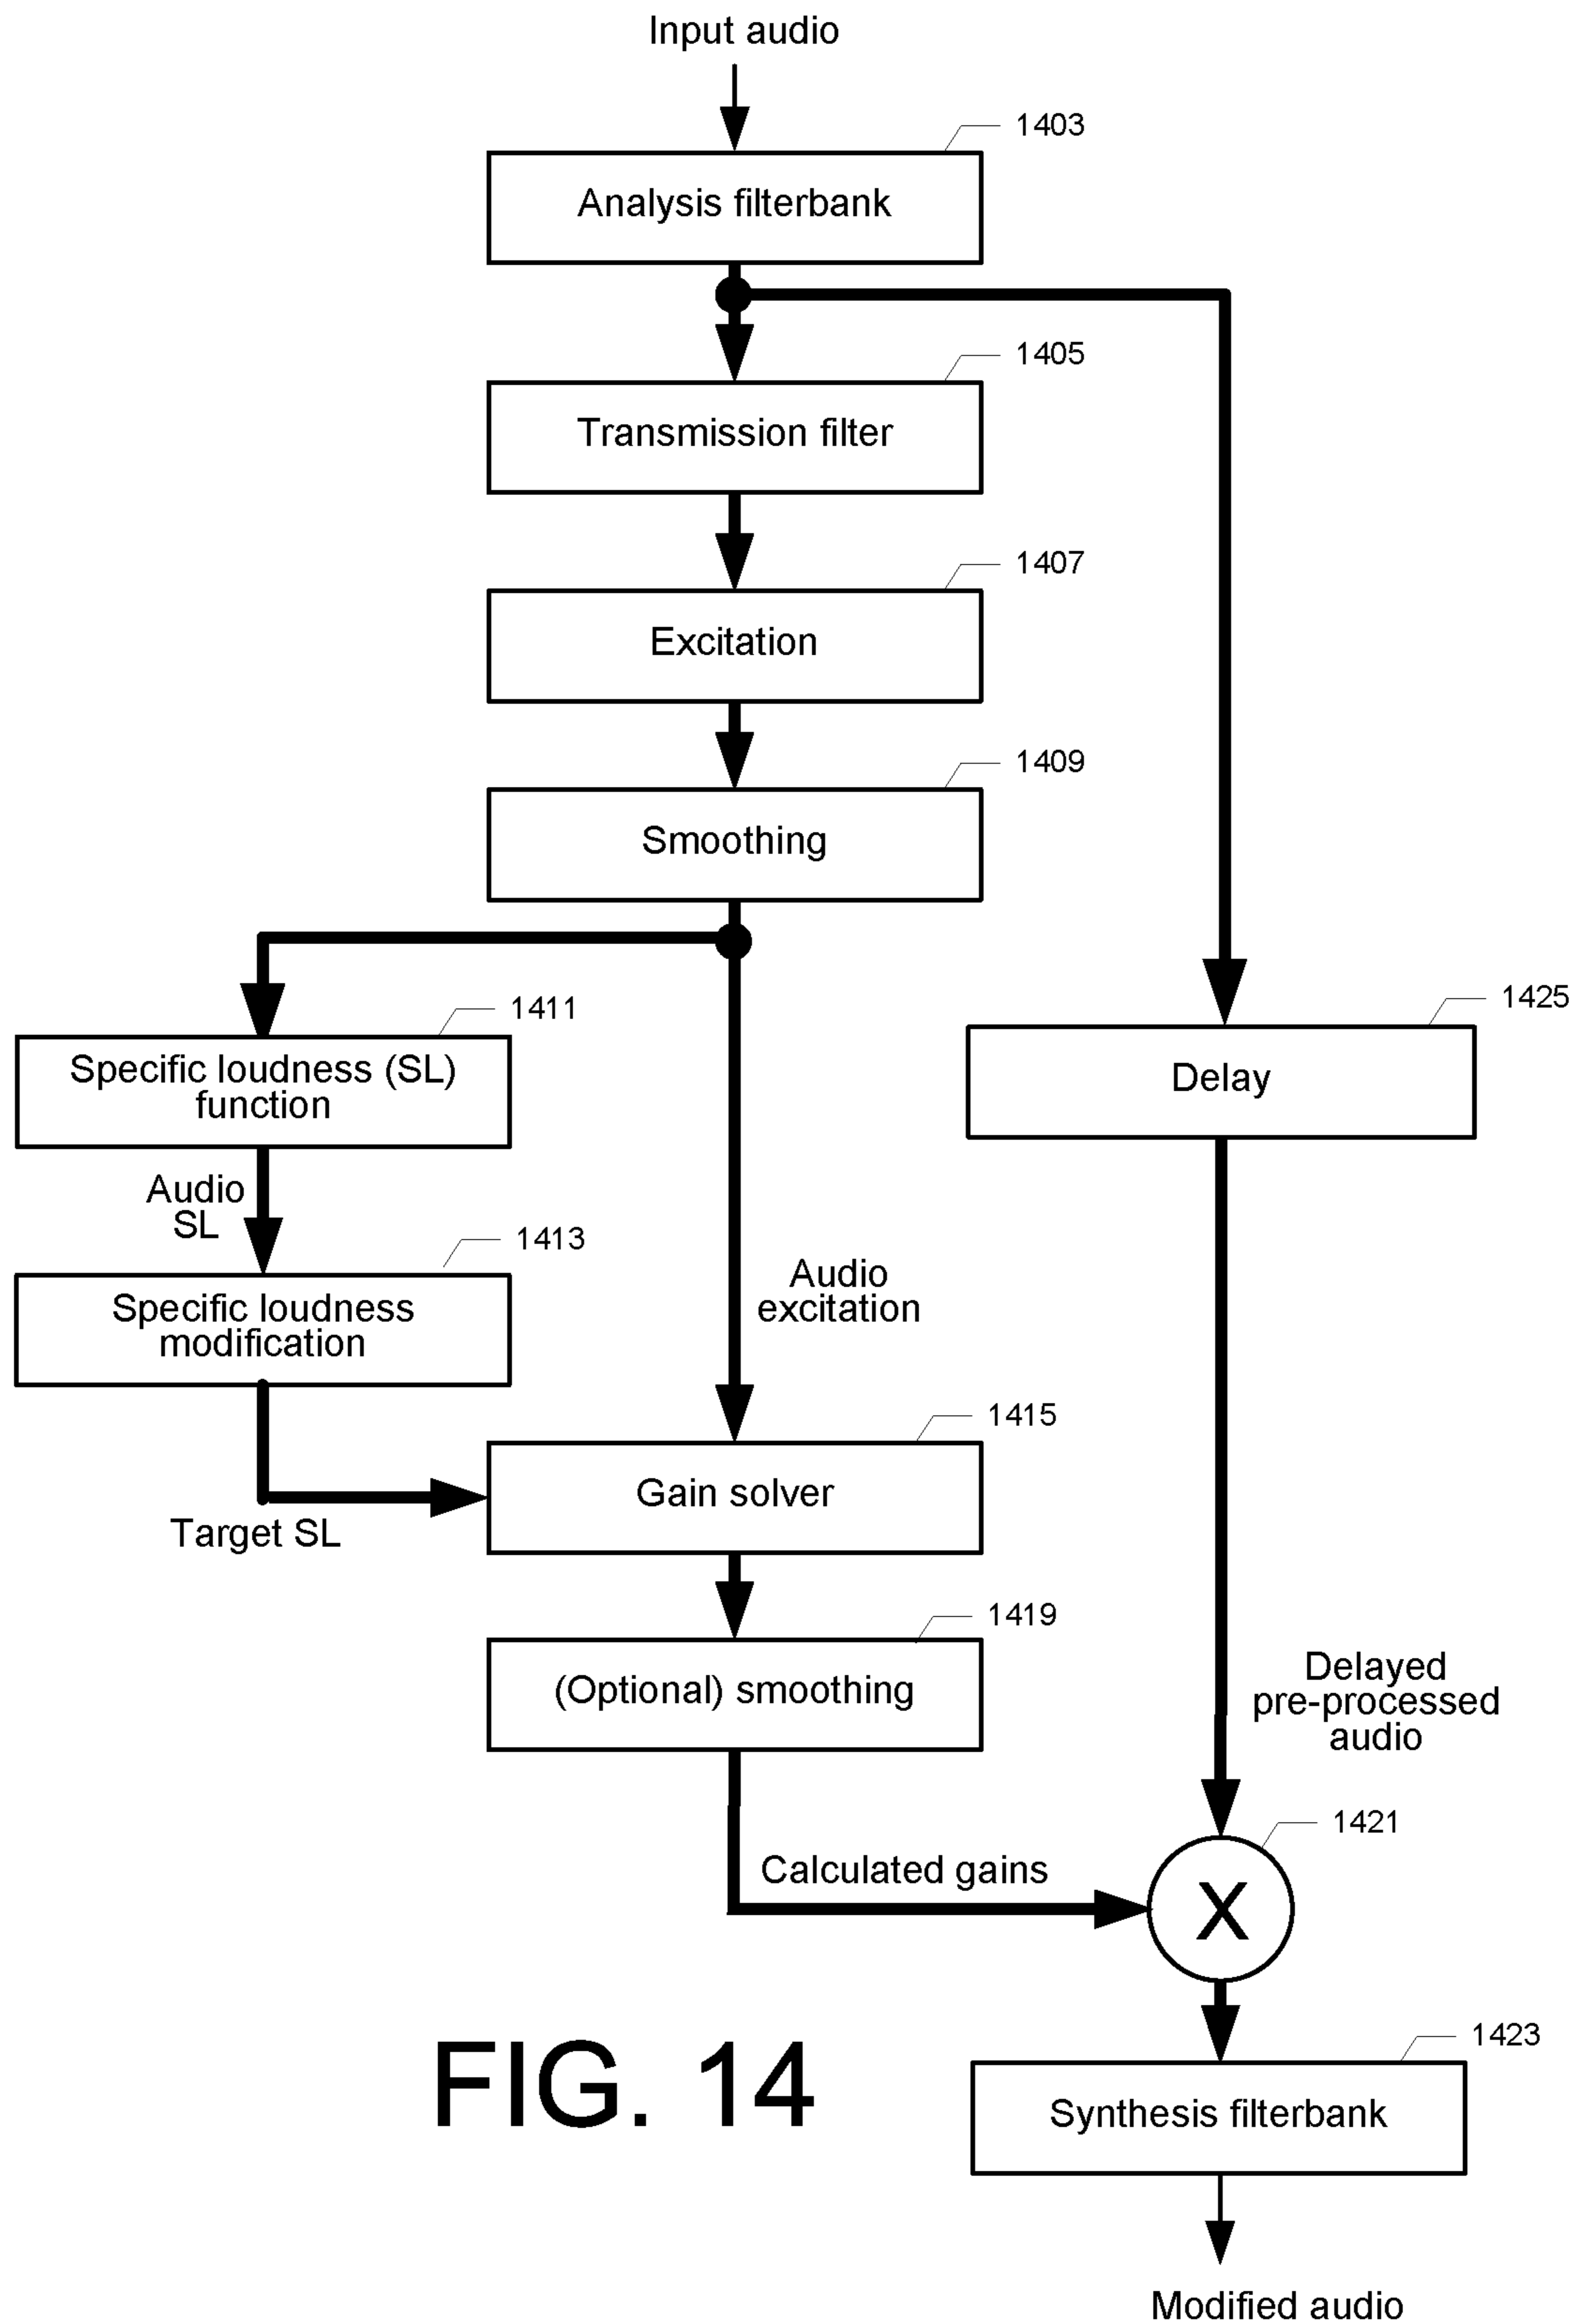 Input audio
1403
Analysis filterbank
1405
Transmission filter
1407
Excitation
1409
Smoothing
1411
Specific loudness (SL)
function
1425
Delay
Audio
SL
1413
Specific loudness
modification
Audio
excitation
1415
Gain solver
Target SL
1419
(Optional) smoothing
Delayed
pre-processed
audio
1421
Calculated gains
X
FIG. 14
1423
Synthesis filterbank
Modified audio